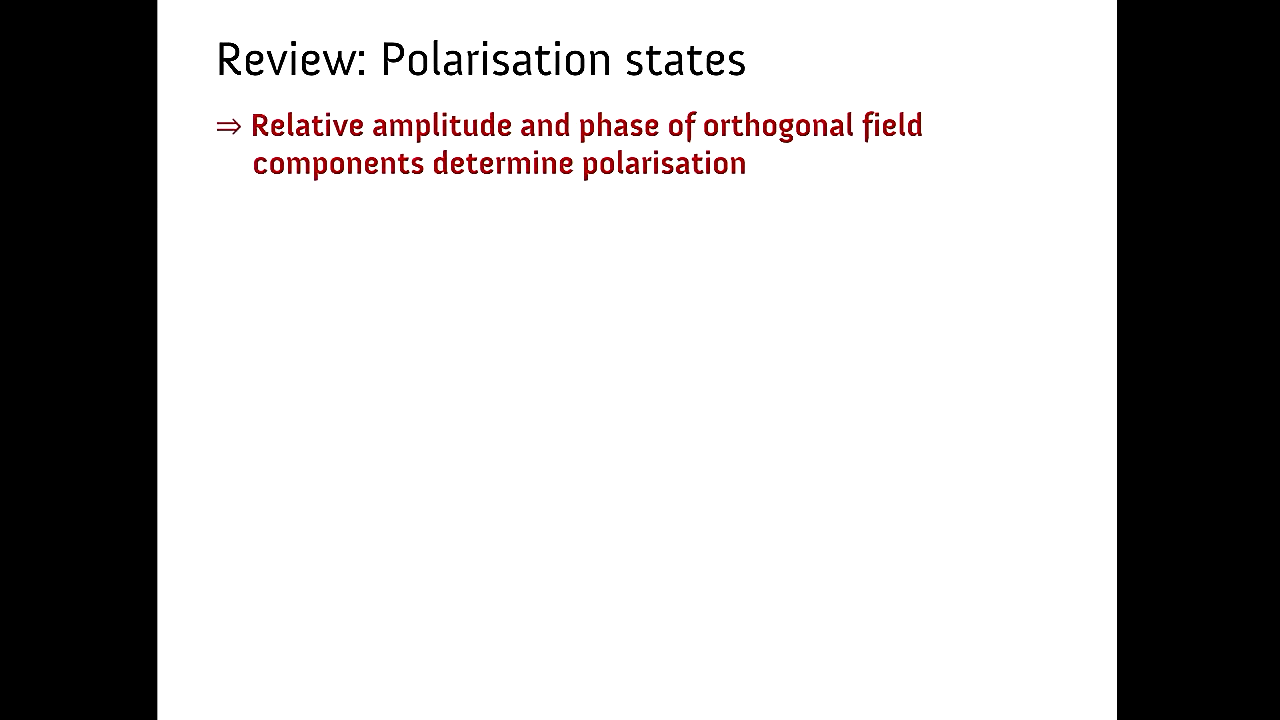 Review: Polarisation states
⇒ Relative amplitude and phase of orthogonal field
components determine polarisation